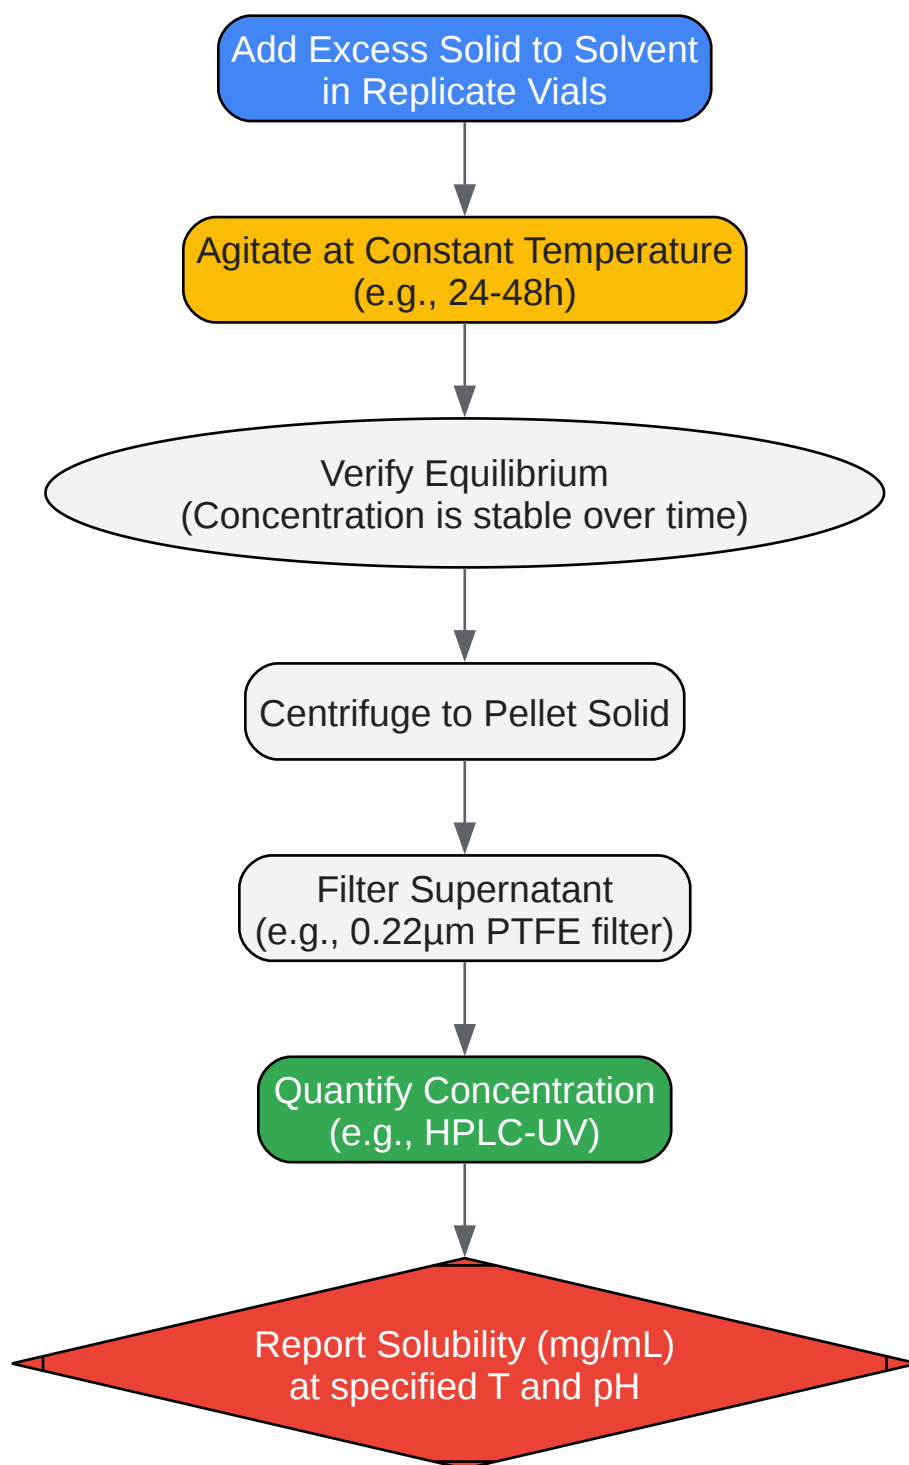 Add Excess Solid to Solvent
in Replicate Vials
Agitate at Constant Temperature
(e.g., 24-48h)
Verify Equilibrium
(Concentration is stable over time)
Centrifuge to Pellet Solid
Filter Supernatant
(e.g., 0.22µm PTFE filter)
Quantify Concentration
(e.g., HPLC-UV)
Report Solubility (mg/mL)
at specified T and pH